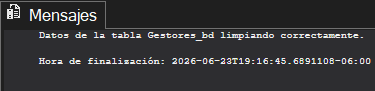 Mensajes
Datos de la tabla Gestores_bd limpiando correctamente.
Hora de finalización: 2026-06-23T19:16:45.6891108-06:00